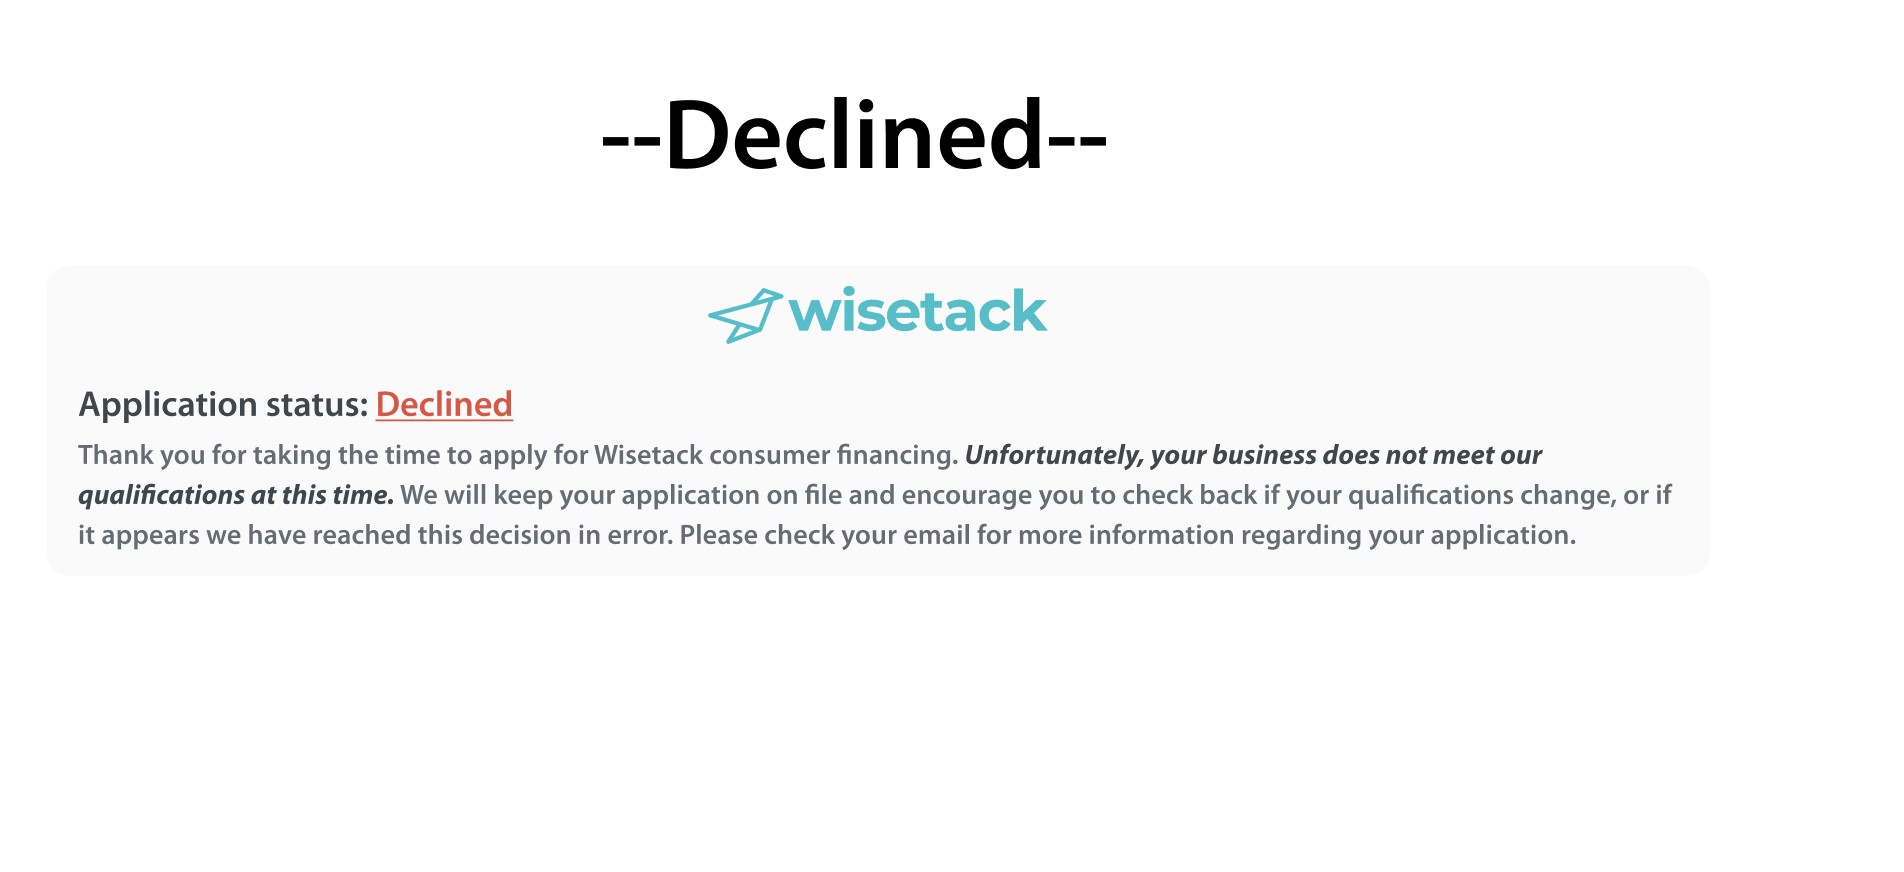 --Declined--
wisetack
Application status: Declined
Thank you for taking the time to apply for Wisetack consumer financing. Unfortunately, your business does not meet our
qualifications at this time. We will keep your application on file and encourage you to check back if your qualifications change, or if
it appears we have reached this decision in error. Please check your email for more information regarding your application.